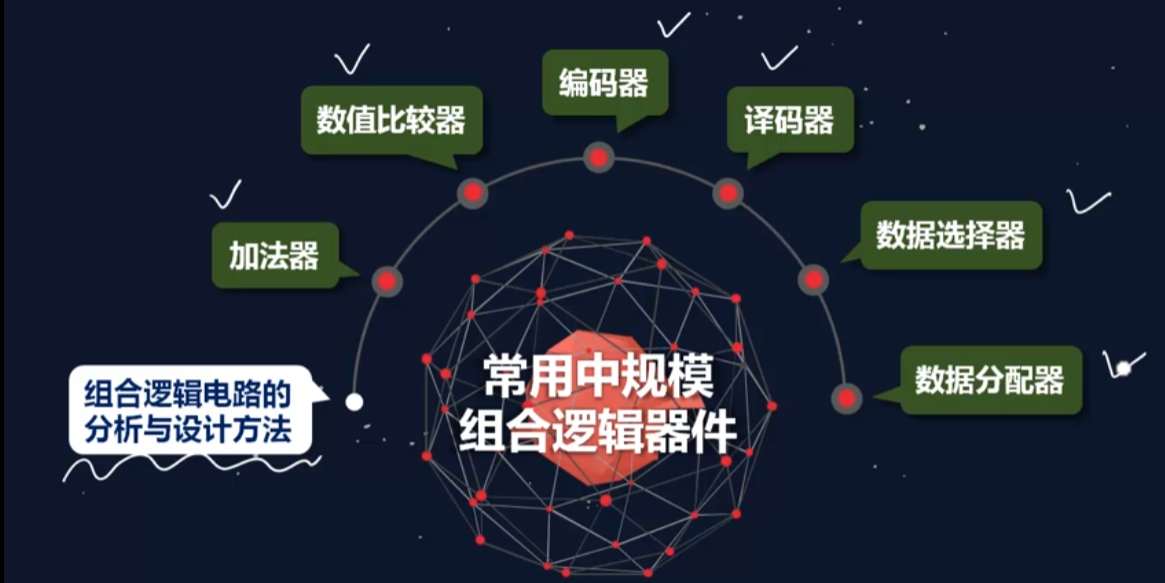 编码器
数值比较器
译码器
加法器
数据选择器
常用中规模
组合逻辑器件
数据分配器
组合逻辑电路的
分析与设计方法